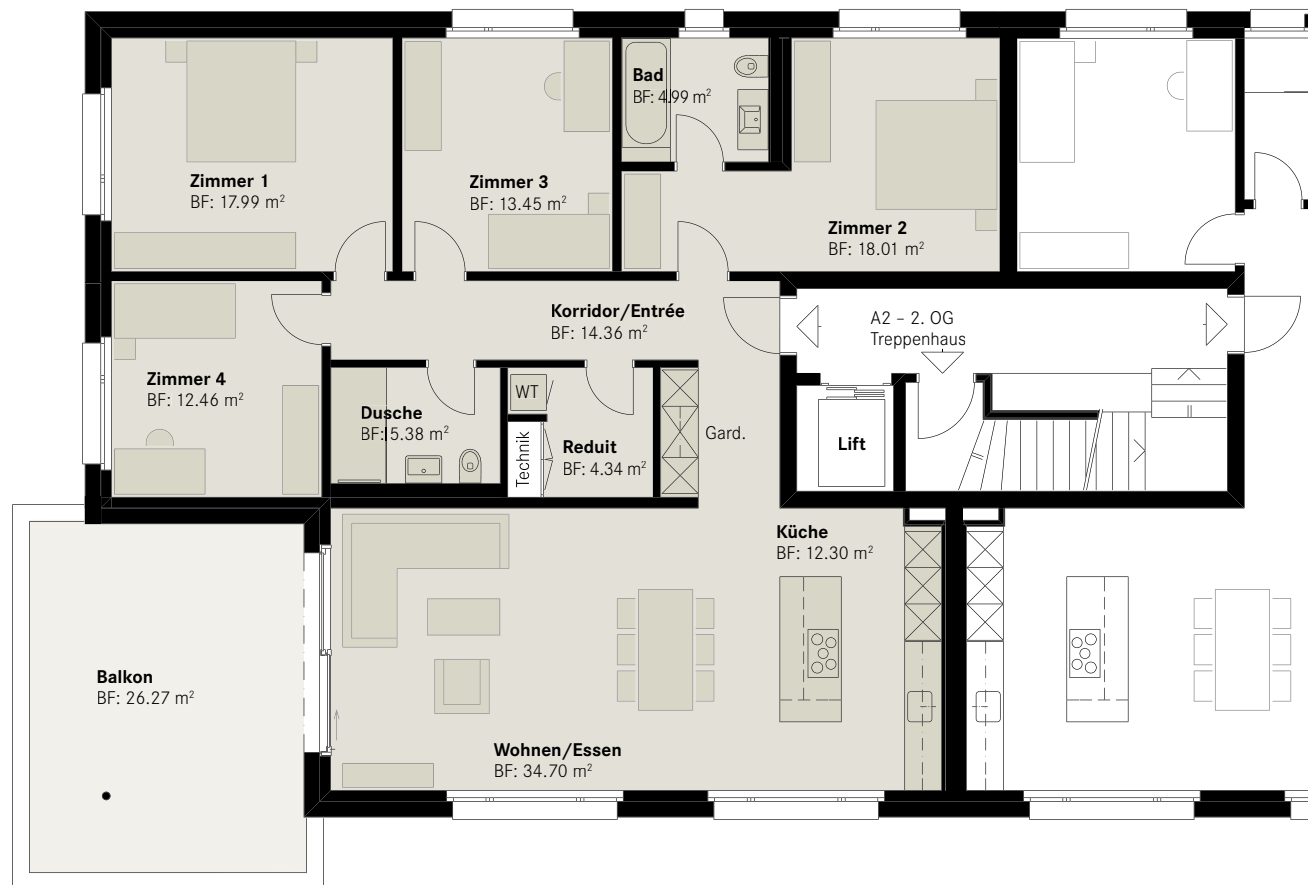 Bad
BF: 4.99 m²
Zimmer 1
BF: 17.99 m²
Zimmer 3
BF: 13.45 m²
Zimmer 2
BF: 18.01 m²
Korridor/Entrée
BF: 14.36 m²
A2 – 2. OG
Treppenhaus
Zimmer 4
BF: 12.46 m²
Dusche
BF: 5.38 m²
WT
Technik
Reduit
BF: 4.34 m²
Gard.
Lift
Küche
BF: 12.30 m²
Balkon
BF: 26.27 m²
Wohnen/Essen
BF: 34.70 m²